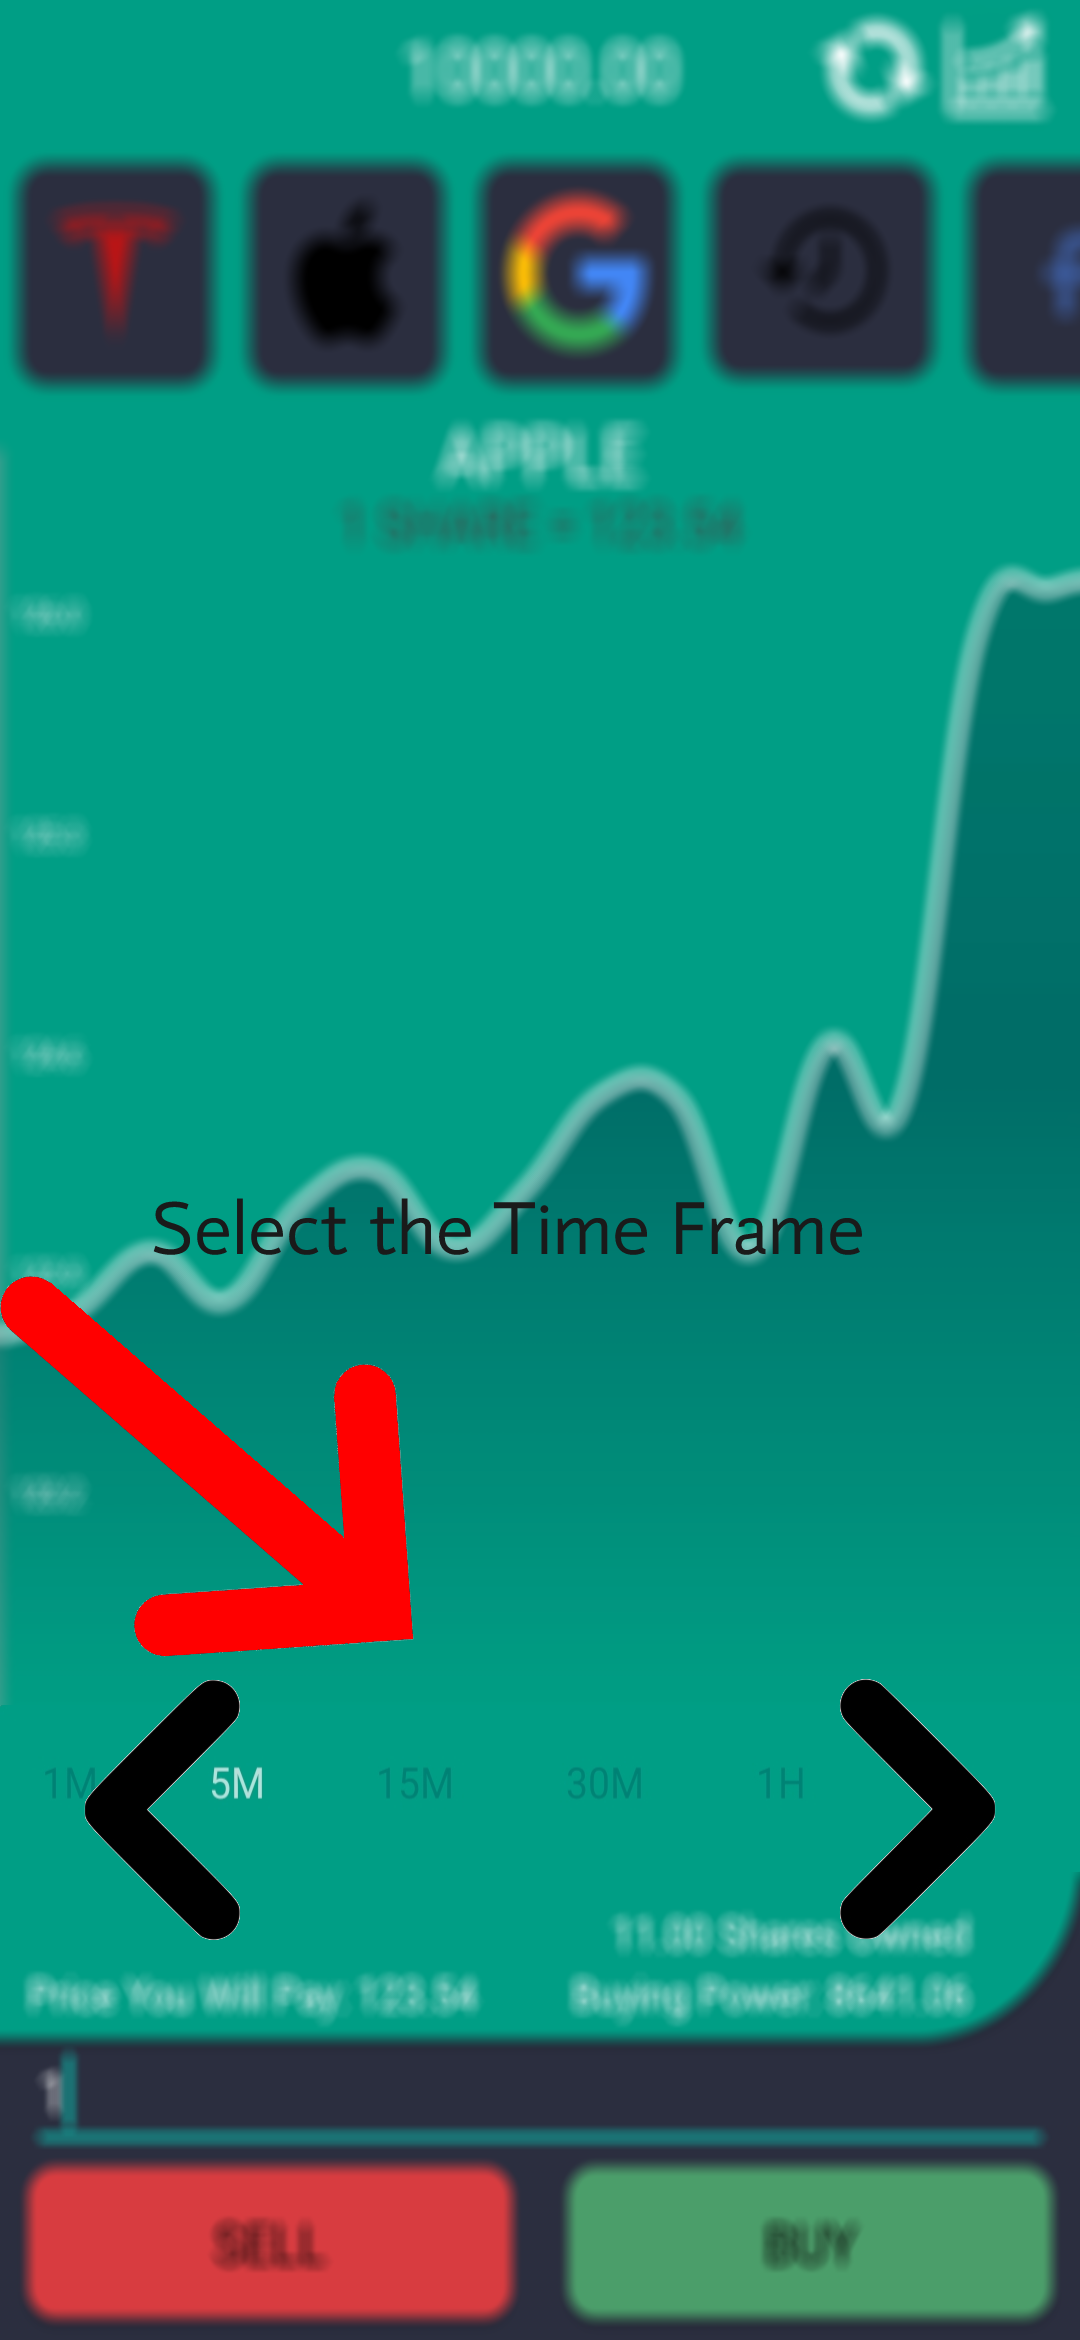 10000.00
APPLE
1 SHARE = 123.54
Select the Time Frame
1M 5M 15M 30M 1H
11.00 Shares Owned
Price You Will Pay: 123.54 Buying Power: 8641.06
1
SELL BUY